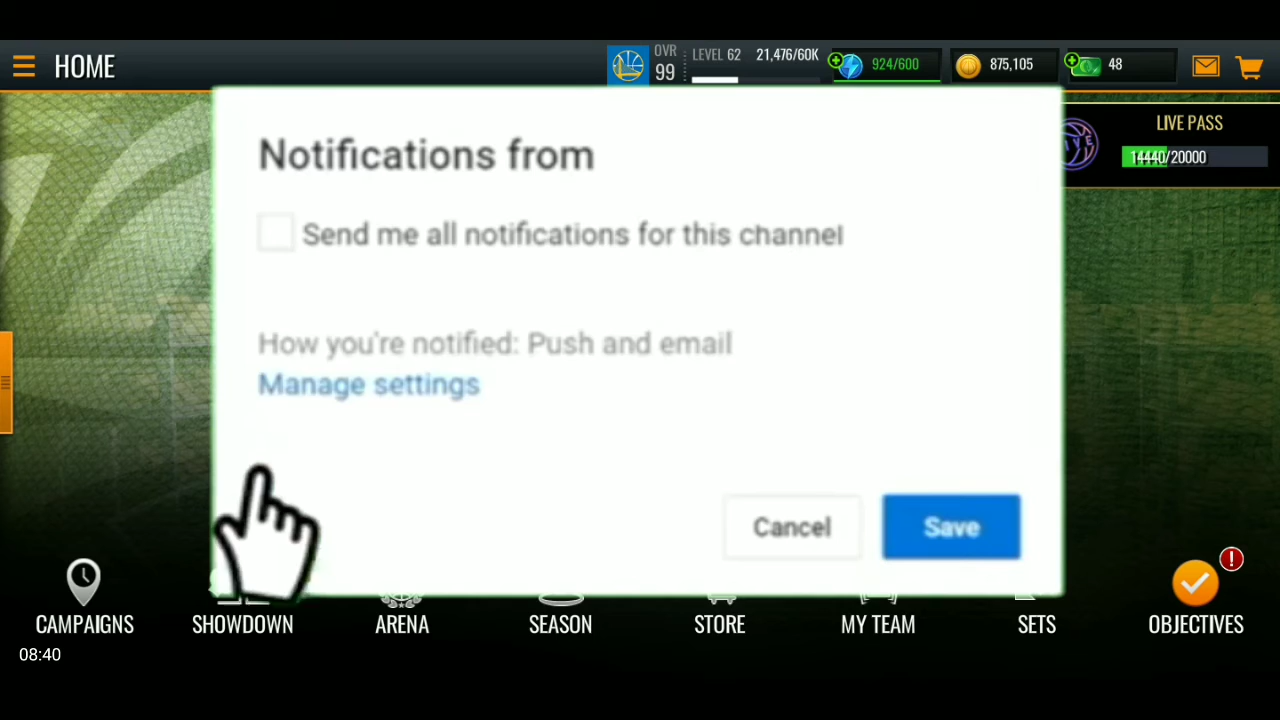 HOME
OVR
99
LEVEL 62
21,476/60K
924/600
875,105
48
LIVE PASS
14440/20000
Notifications from
Send me all notifications for this channel
How you're notified: Push and email
Manage settings
Cancel
Save
CAMPAIGNS
SHOWDOWN
ARENA
SEASON
STORE
MY TEAM
SETS
OBJECTIVES
!
08:40